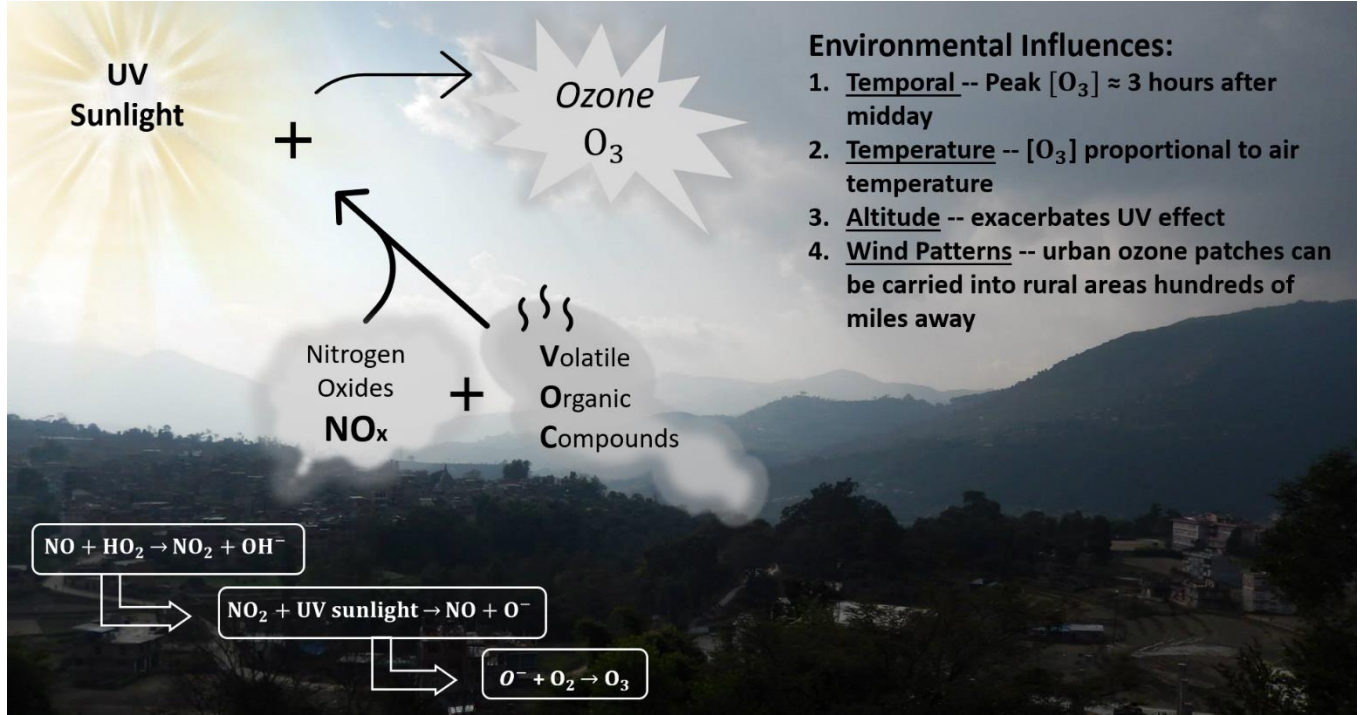 UV
Sunlight
+
Ozone
O₃
Nitrogen
Oxides
NOx
+
Volatile
Organic
Compounds
Environmental Influences:
1. Temporal -- Peak [O₃] ≈ 3 hours after
midday
2. Temperature -- [O₃] proportional to air
temperature
3. Altitude -- exacerbates UV effect
4. Wind Patterns -- urban ozone patches can
be carried into rural areas hundreds of
miles away
NO + HO₂ → NO₂ + OH⁻
NO₂ + UV sunlight → NO + O⁻
O⁻ + O₂ → O₃